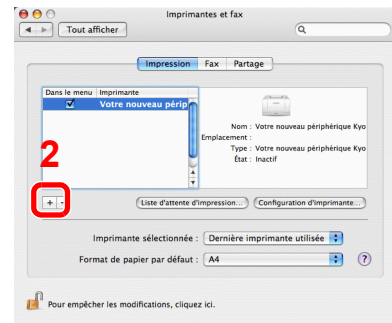 Imprimantes et fax
Tout afficher
Impression Fax Partage
Dans le menu Imprimante
Votre nouveau périp
Nom : Votre nouveau périphérique Kyo
Emplacement :
Type : Votre nouveau périphérique Kyo
État : Inactif
2
+ -
Liste d'attente d'impression... Configuration d'imprimante...
Imprimante sélectionnée : Dernière imprimante utilisée
Format de papier par défaut : A4
?
Pour empêcher les modifications, cliquez ici.